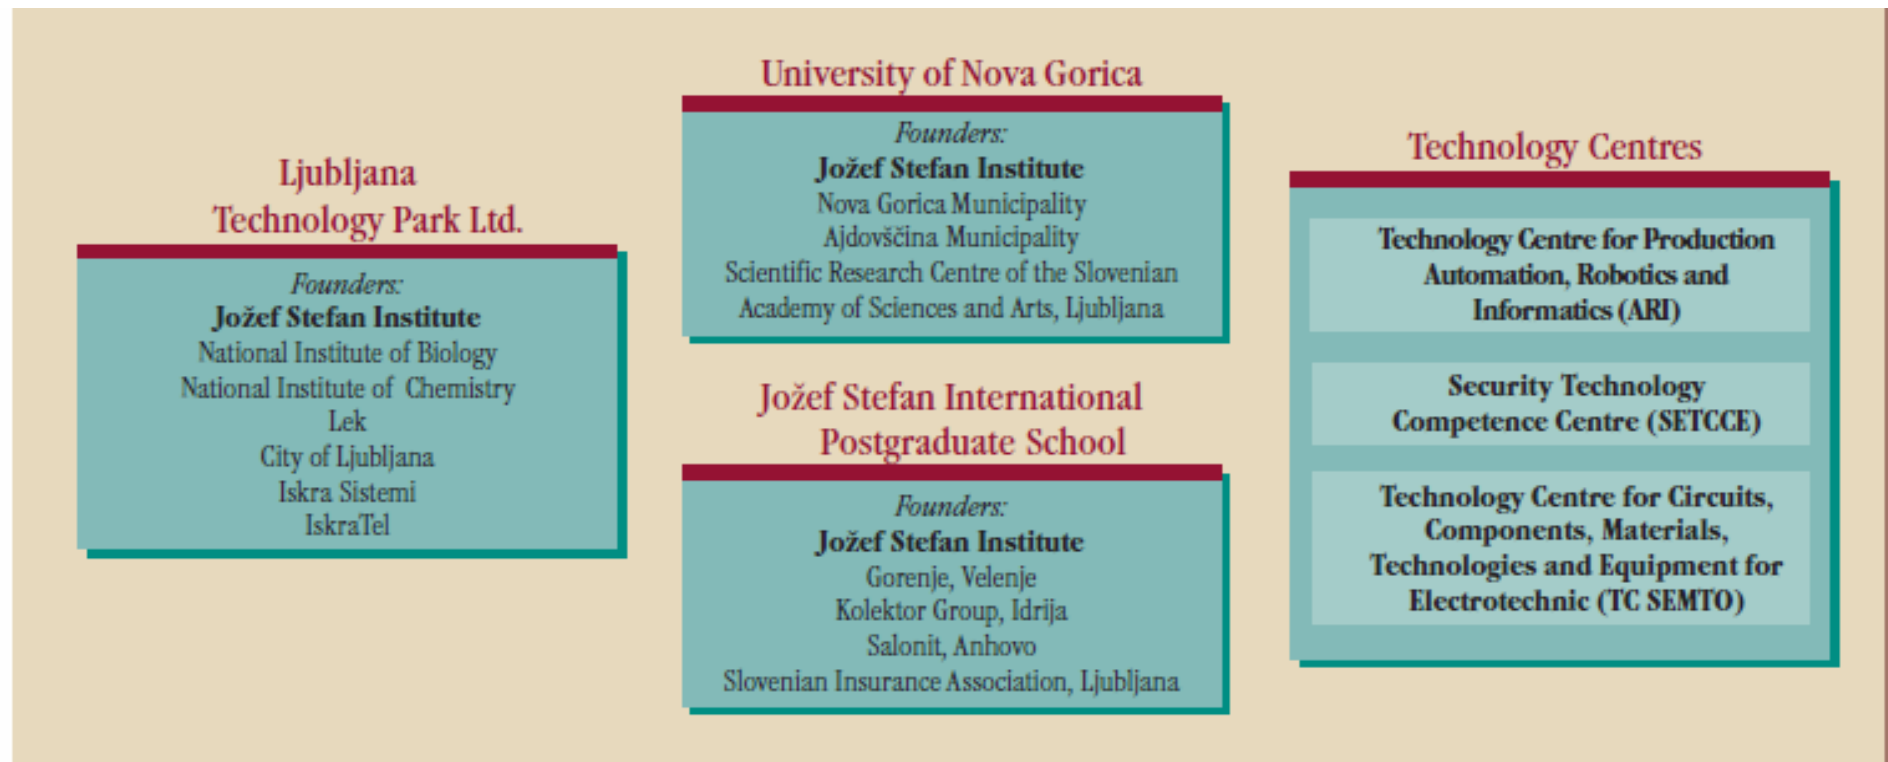 Ljubljana
Technology Park Ltd.
Founders:
Jožef Stefan Institute
National Institute of Biology
National Institute of Chemistry
Lek
City of Ljubljana
Iskra Sistemi
IskraTel
University of Nova Gorica
Founders:
Jožef Stefan Institute
Nova Gorica Municipality
Ajdovščina Municipality
Scientific Research Centre of the Slovenian
Academy of Sciences and Arts, Ljubljana
Jožef Stefan International
Postgraduate School
Founders:
Jožef Stefan Institute
Gorenje, Velenje
Kolektor Group, Idrija
Salonit, Anhovo
Slovenian Insurance Association, Ljubljana
Technology Centres
Technology Centre for Production
Automation, Robotics and
Informatics (ARI)
Security Technology
Competence Centre (SETCCE)
Technology Centre for Circuits,
Components, Materials,
Technologies and Equipment for
Electrotechnic (TC SEMTO)